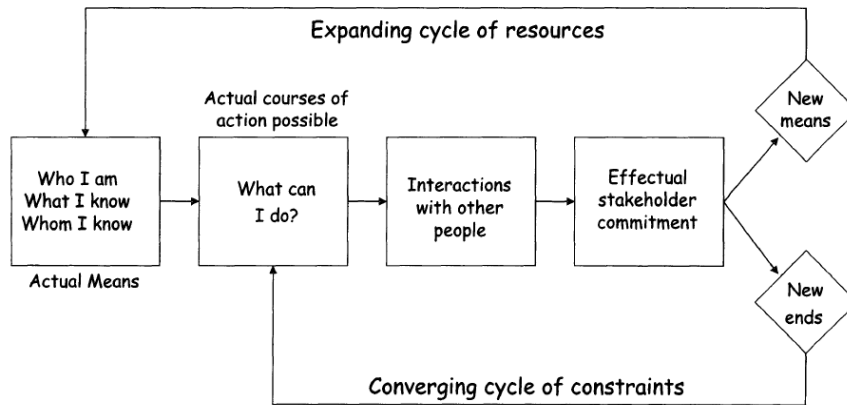 Expanding cycle of resources
New
means
Actual courses of
action possible
Who I am
What I know
Whom I know
Actual Means
What can
I do?
Interactions
with other
people
Effectual
stakeholder
commitment
New
ends
Converging cycle of constraints